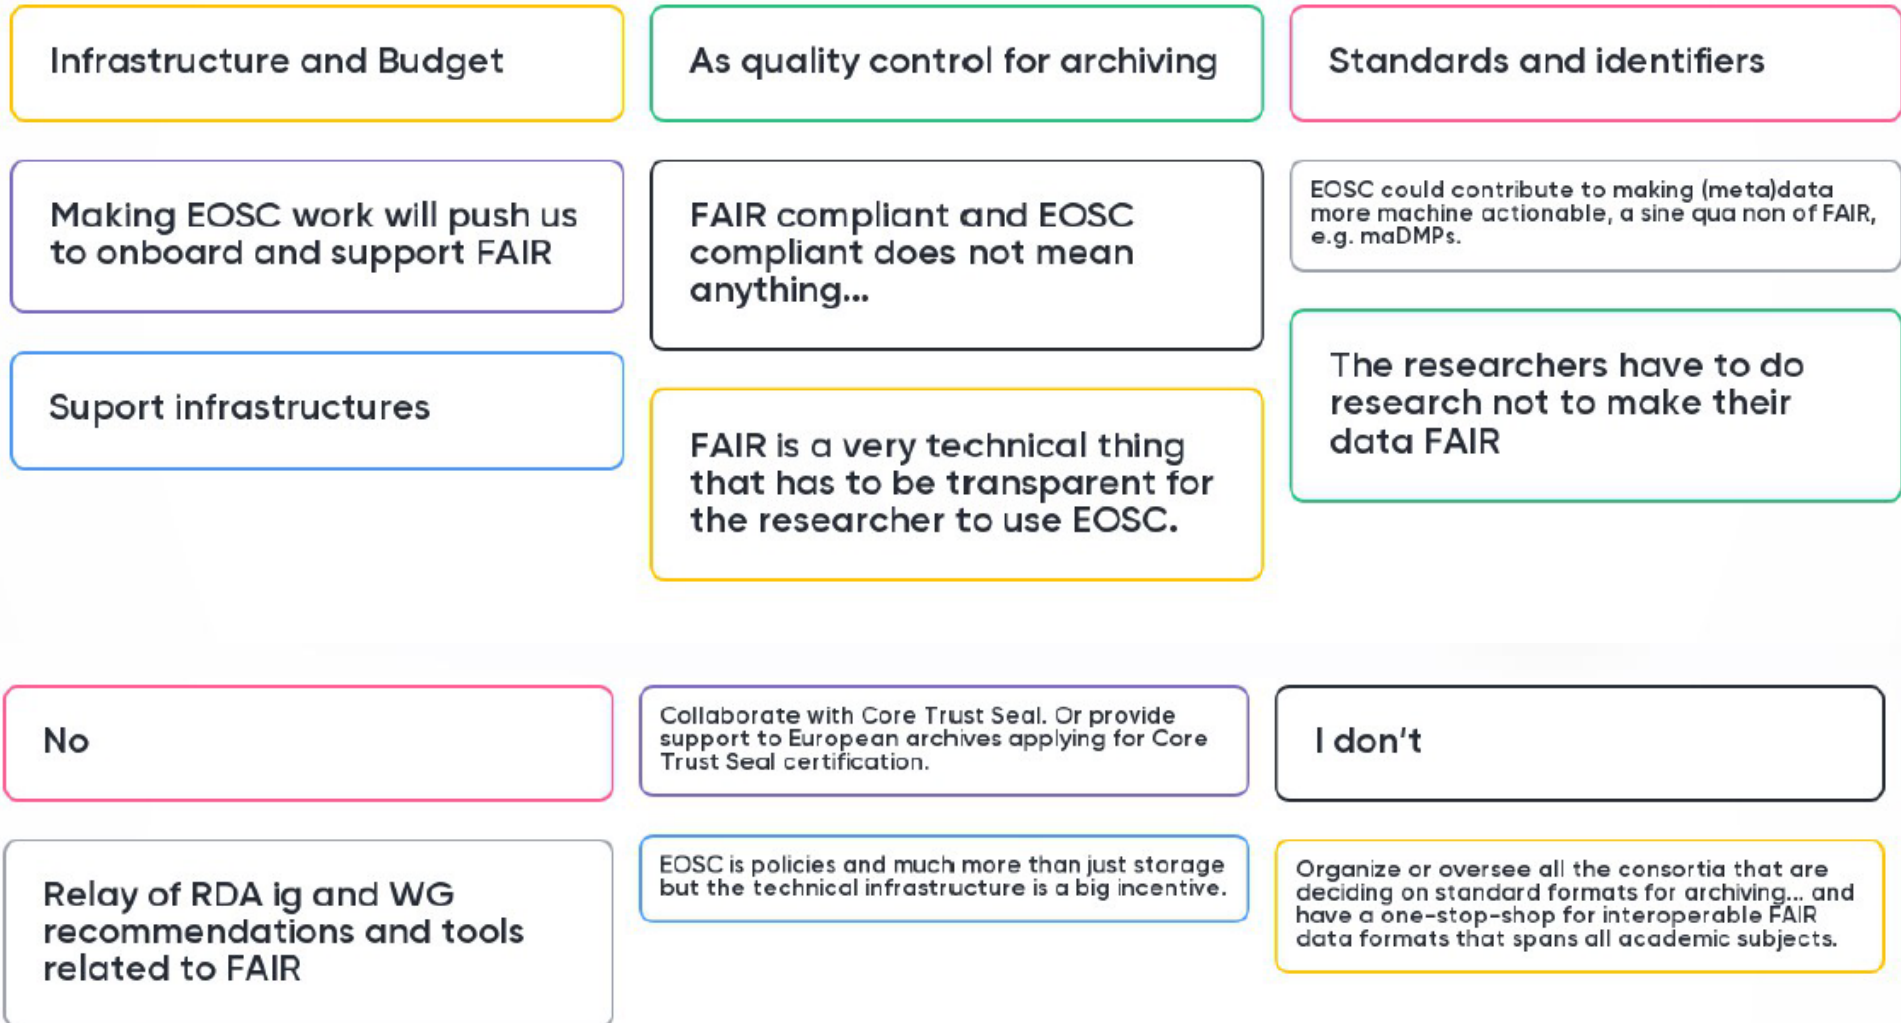 Infrastructure and Budget
As quality control for archiving
Standards and identifiers
Making EOSC work will push us
to onboard and support FAIR
FAIR compliant and EOSC
compliant does not mean
anything...
EOSC could contribute to making (meta)data
more machine actionable, a sine qua non of FAIR,
e.g. maDMPs.
Suport infrastructures
FAIR is a very technical thing
that has to be transparent for
the researcher to use EOSC.
The researchers have to do
research not to make their
data FAIR
No
Collaborate with Core Trust Seal. Or provide
support to European archives applying for Core
Trust Seal certification.
I don't
Relay of RDA ig and WG
recommendations and tools
related to FAIR
EOSC is policies and much more than just storage
but the technical infrastructure is a big incentive.
Organize or oversee all the consortia that are
deciding on standard formats for archiving... and
have a one-stop-shop for interoperable FAIR
data formats that spans all academic subjects.